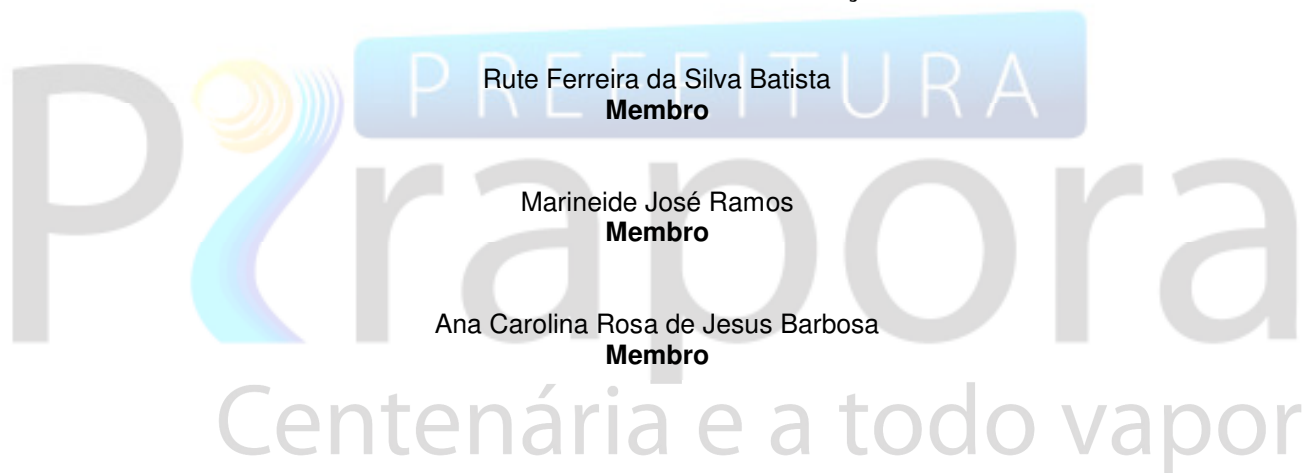 PREFEITURA
Pirapora
Rute Ferreira da Silva Batista
Membro
Marineide José Ramos
Membro
Ana Carolina Rosa de Jesus Barbosa
Membro
Centenária e a todo vapor